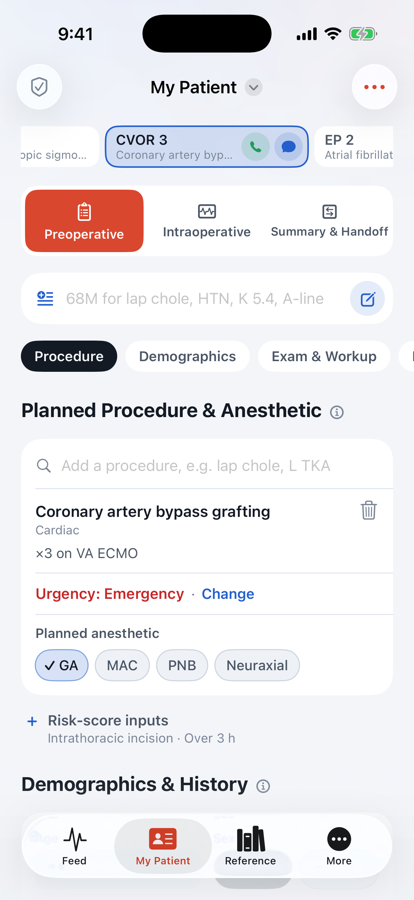 9:41
My Patient
opic sigmo...
CVOR 3
Coronary artery byp...
EP 2
Atrial fibrillat
Preoperative
Intraoperative
Summary & Handoff
68M for lap chole, HTN, K 5.4, A-line
Procedure
Demographics
Exam & Workup
Planned Procedure & Anesthetic
Add a procedure, e.g. lap chole, L TKA
Coronary artery bypass grafting
Cardiac
×3 on VA ECMO
Urgency: Emergency · Change
Planned anesthetic
✓ GA
MAC
PNB
Neuraxial
+ Risk-score inputs
Intrathoracic incision · Over 3 h
Demographics & History
Feed
My Patient
Reference
More